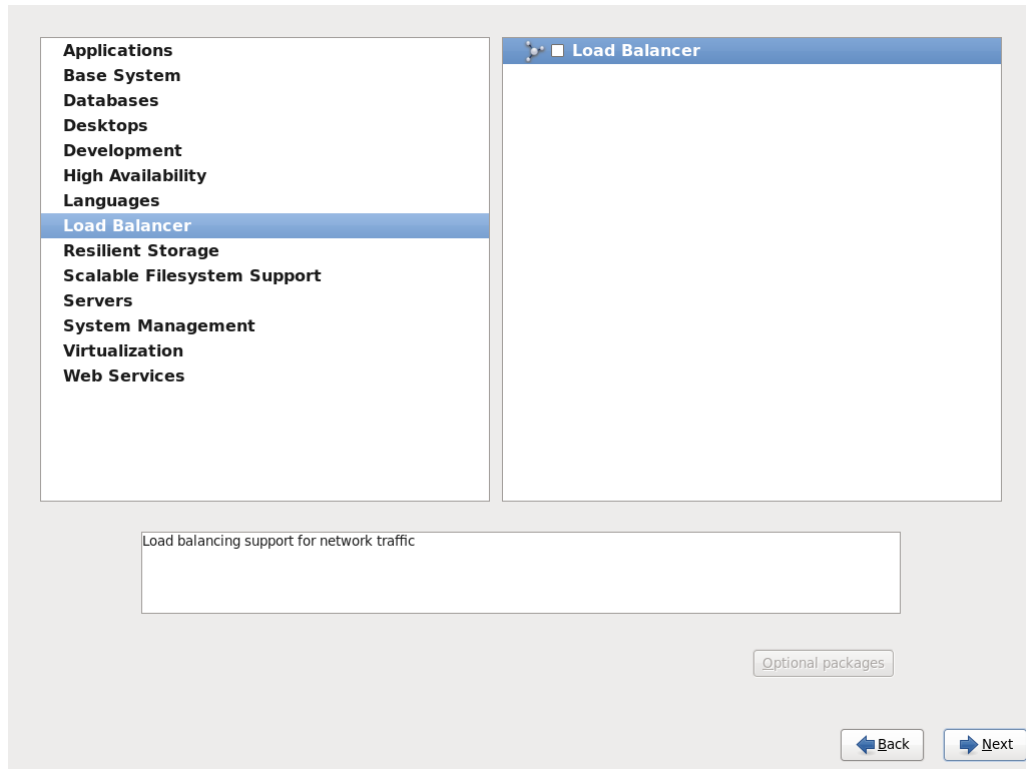 Applications
Base System
Databases
Desktops
Development
High Availability
Languages
Load Balancer
Resilient Storage
Scalable Filesystem Support
Servers
System Management
Virtualization
Web Services
Load Balancer
Load balancing support for network traffic
Optional packages
Back
Next